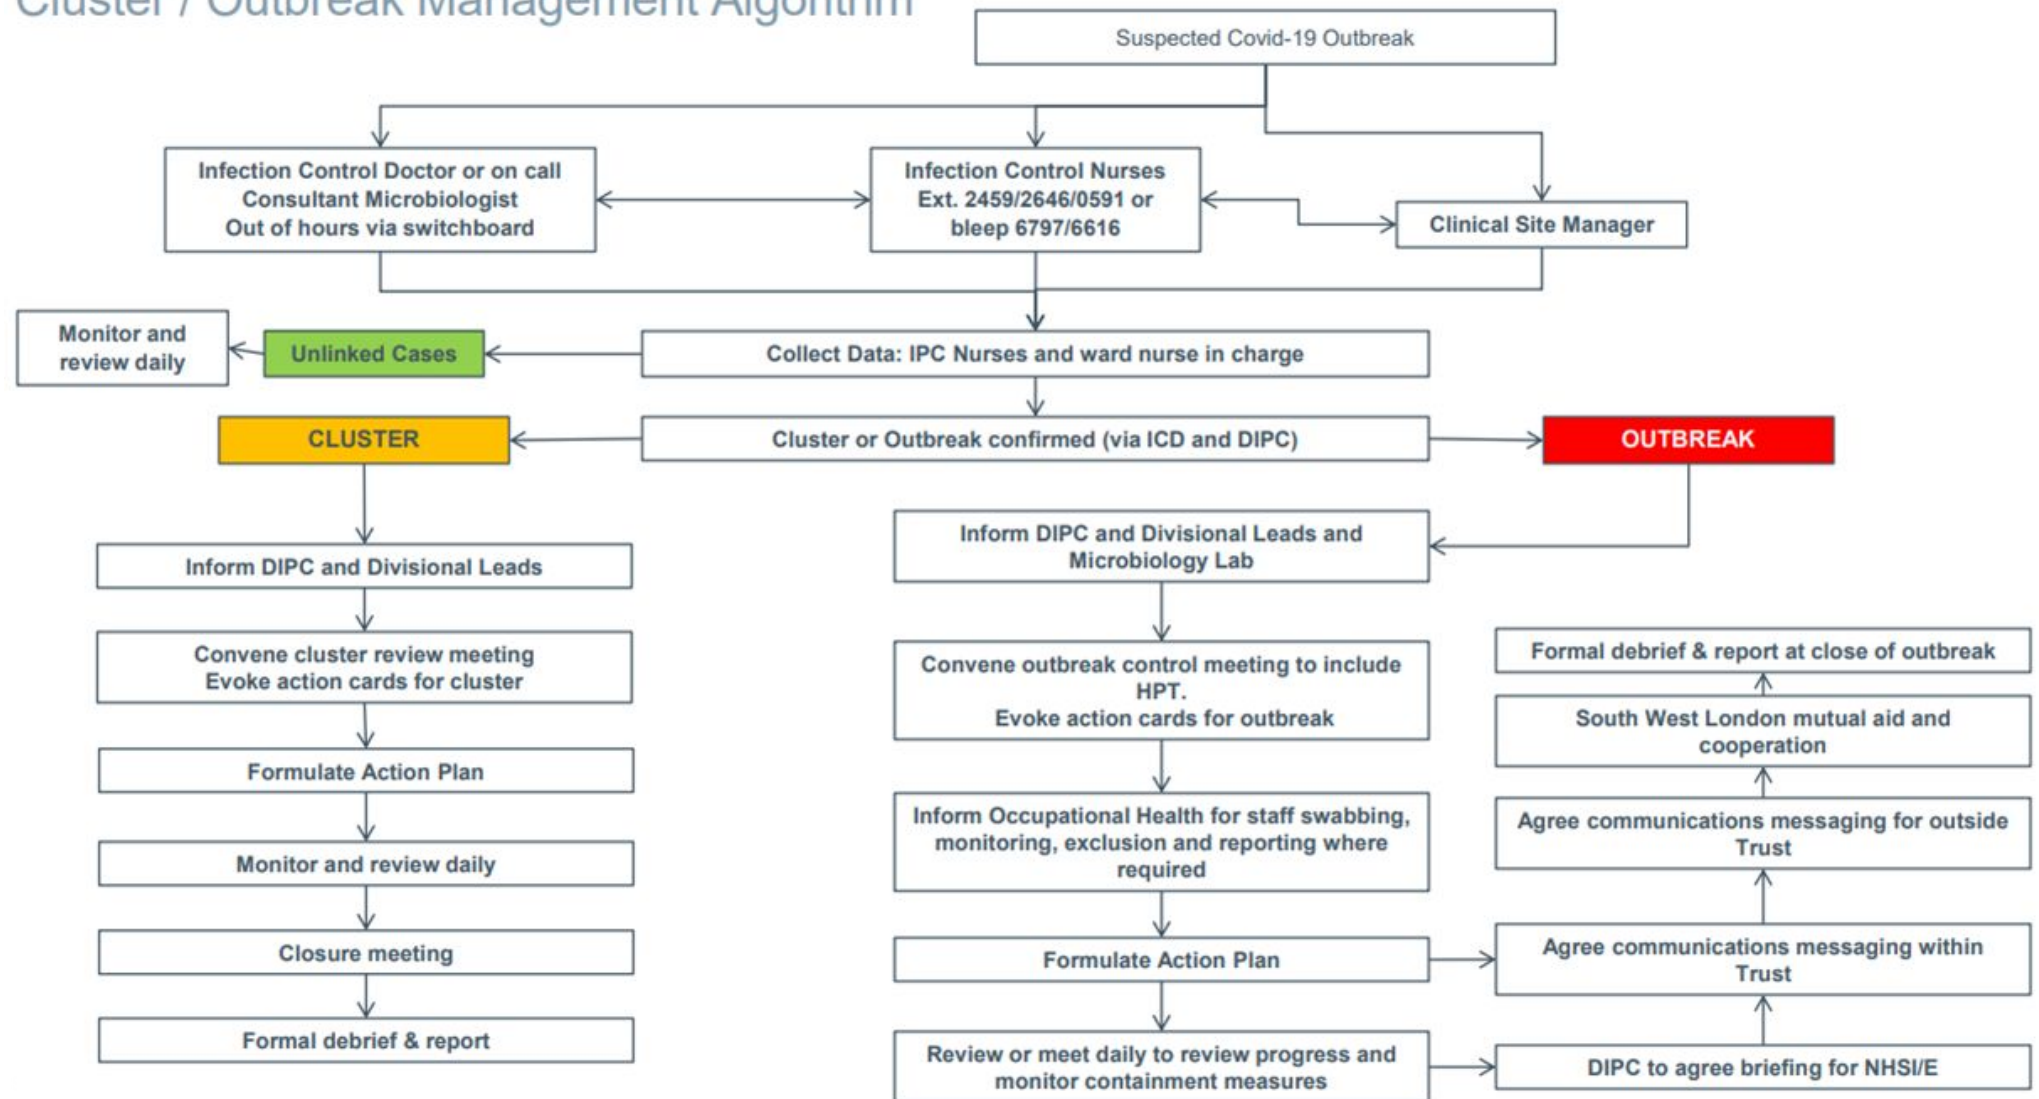 Cluster / Outbreak Management Algorithm
Suspected Covid-19 Outbreak
Infection Control Doctor or on call
Consultant Microbiologist
Out of hours via switchboard
Infection Control Nurses
Ext. 2459/2646/0591 or
bleep 6797/6616
Clinical Site Manager
Monitor and
review daily
Unlinked Cases
Collect Data: IPC Nurses and ward nurse in charge
CLUSTER
Cluster or Outbreak confirmed (via ICD and DIPC)
OUTBREAK
Inform DIPC and Divisional Leads
Convene cluster review meeting
Evoke action cards for cluster
Formulate Action Plan
Monitor and review daily
Closure meeting
Formal debrief & report
Inform DIPC and Divisional Leads and
Microbiology Lab
Convene outbreak control meeting to include
HPT.
Evoke action cards for outbreak
Inform Occupational Health for staff swabbing,
monitoring, exclusion and reporting where
required
Formulate Action Plan
Review or meet daily to review progress and
monitor containment measures
Formal debrief & report at close of outbreak
South West London mutual aid and
cooperation
Agree communications messaging for outside
Trust
Agree communications messaging within
Trust
DIPC to agree briefing for NHSI/E